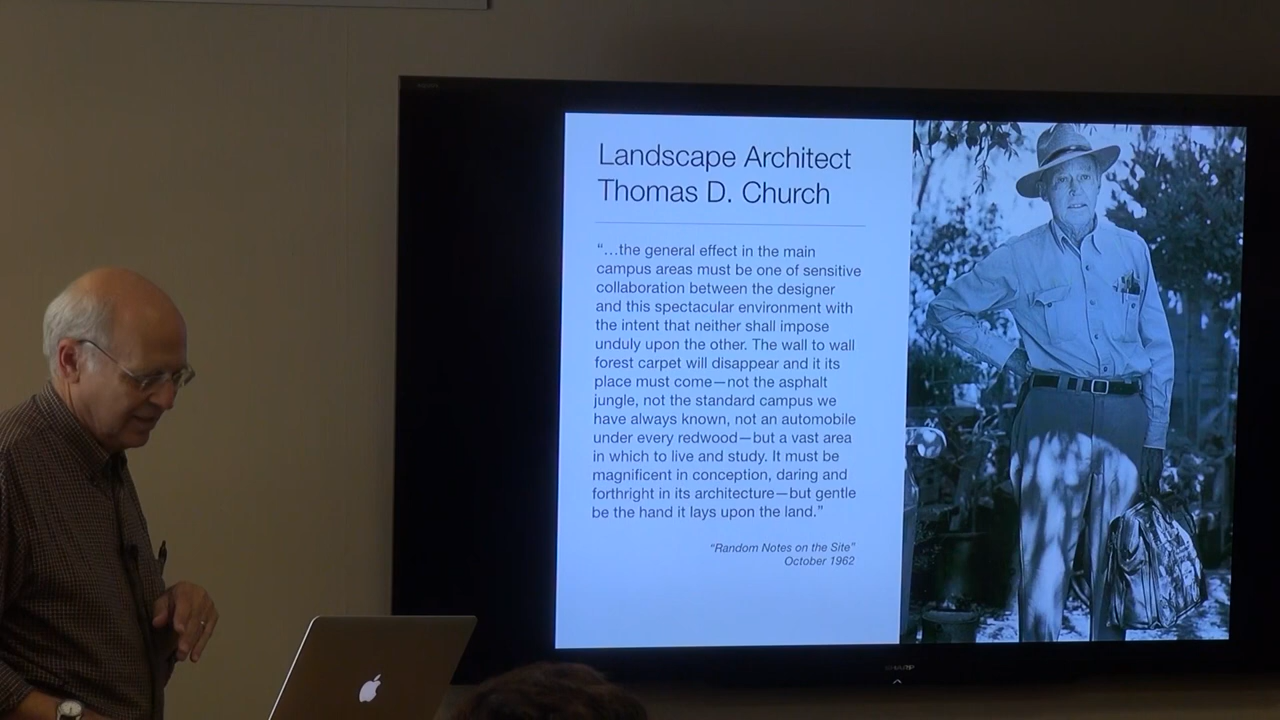 Landscape Architect
Thomas D. Church
“...the general effect in the main
campus areas must be one of sensitive
collaboration between the designer
and this spectacular environment with
the intent that neither shall impose
unduly upon the other. The wall to wall
forest carpet will disappear and it its
place must come—not the asphalt
jungle, not the standard campus we
have always known, not an automobile
under every redwood—but a vast area
in which to live and study. It must be
magnificent in conception, daring and
forthright in its architecture—but gentle
be the hand it lays upon the land.”
“Random Notes on the Site”
October 1962
SHARP